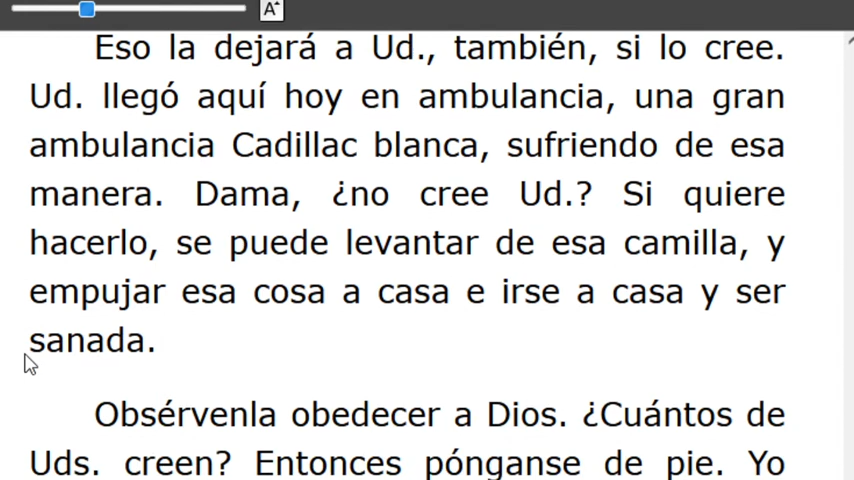 A
Eso la dejará a Ud., también, si lo cree.
Ud. llegó aquí hoy en ambulancia, una gran
ambulancia Cadillac blanca, sufriendo de esa
manera. Dama, ¿no cree Ud.? Si quiere
hacerlo, se puede levantar de esa camilla, y
empujar esa cosa a casa e irse a casa y ser
sanada.
Obsérvenla obedecer a Dios. ¿Cuántos de
Uds. creen? Entonces pónganse de pie. Yo